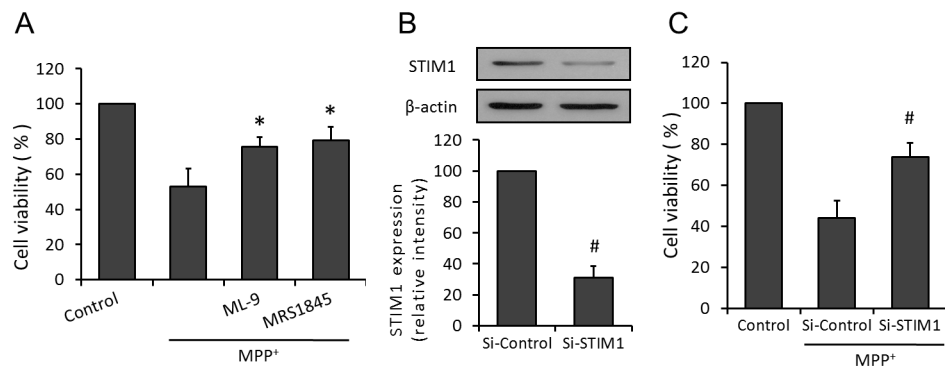 A
Cell viability ( % )
120
100
80
60
40
20
0
*
*
Control
ML-9
MRS1845
MPP+
B
STIM1
β-actin
STIM1 expression
(relative intensity)
120
100
80
60
40
20
0
#
Si-Control
Si-STIM1
C
Cell viability ( % )
120
100
80
60
40
20
0
#
Control
Si-Control
Si-STIM1
MPP+